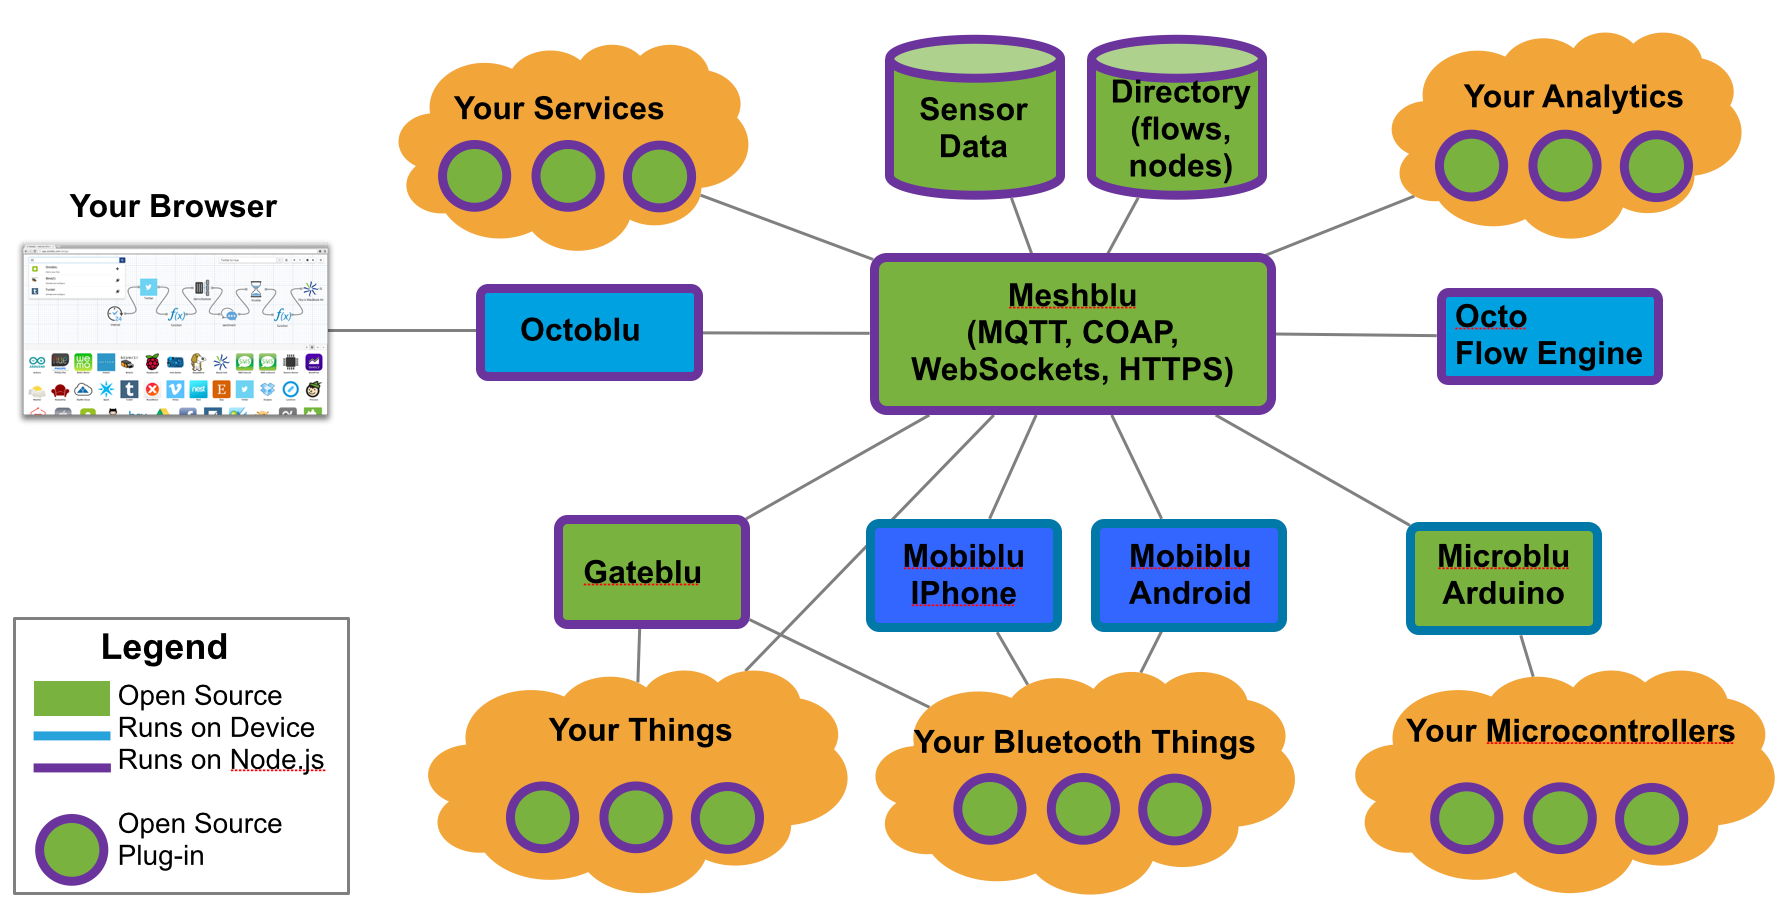 Your Services
Sensor
Data
Directory
(flows,
nodes)
Your Analytics
Your Browser
Octoblu
Meshblu
(MQTT, COAP,
WebSockets, HTTPS)
Octo
Flow Engine
Gateblu
Mobiblu
IPhone
Mobiblu
Android
Microblu
Arduino
Legend
Open Source
Runs on Device
Runs on Node.js
Open Source
Plug-in
Your Things
Your Bluetooth Things
Your Microcontrollers